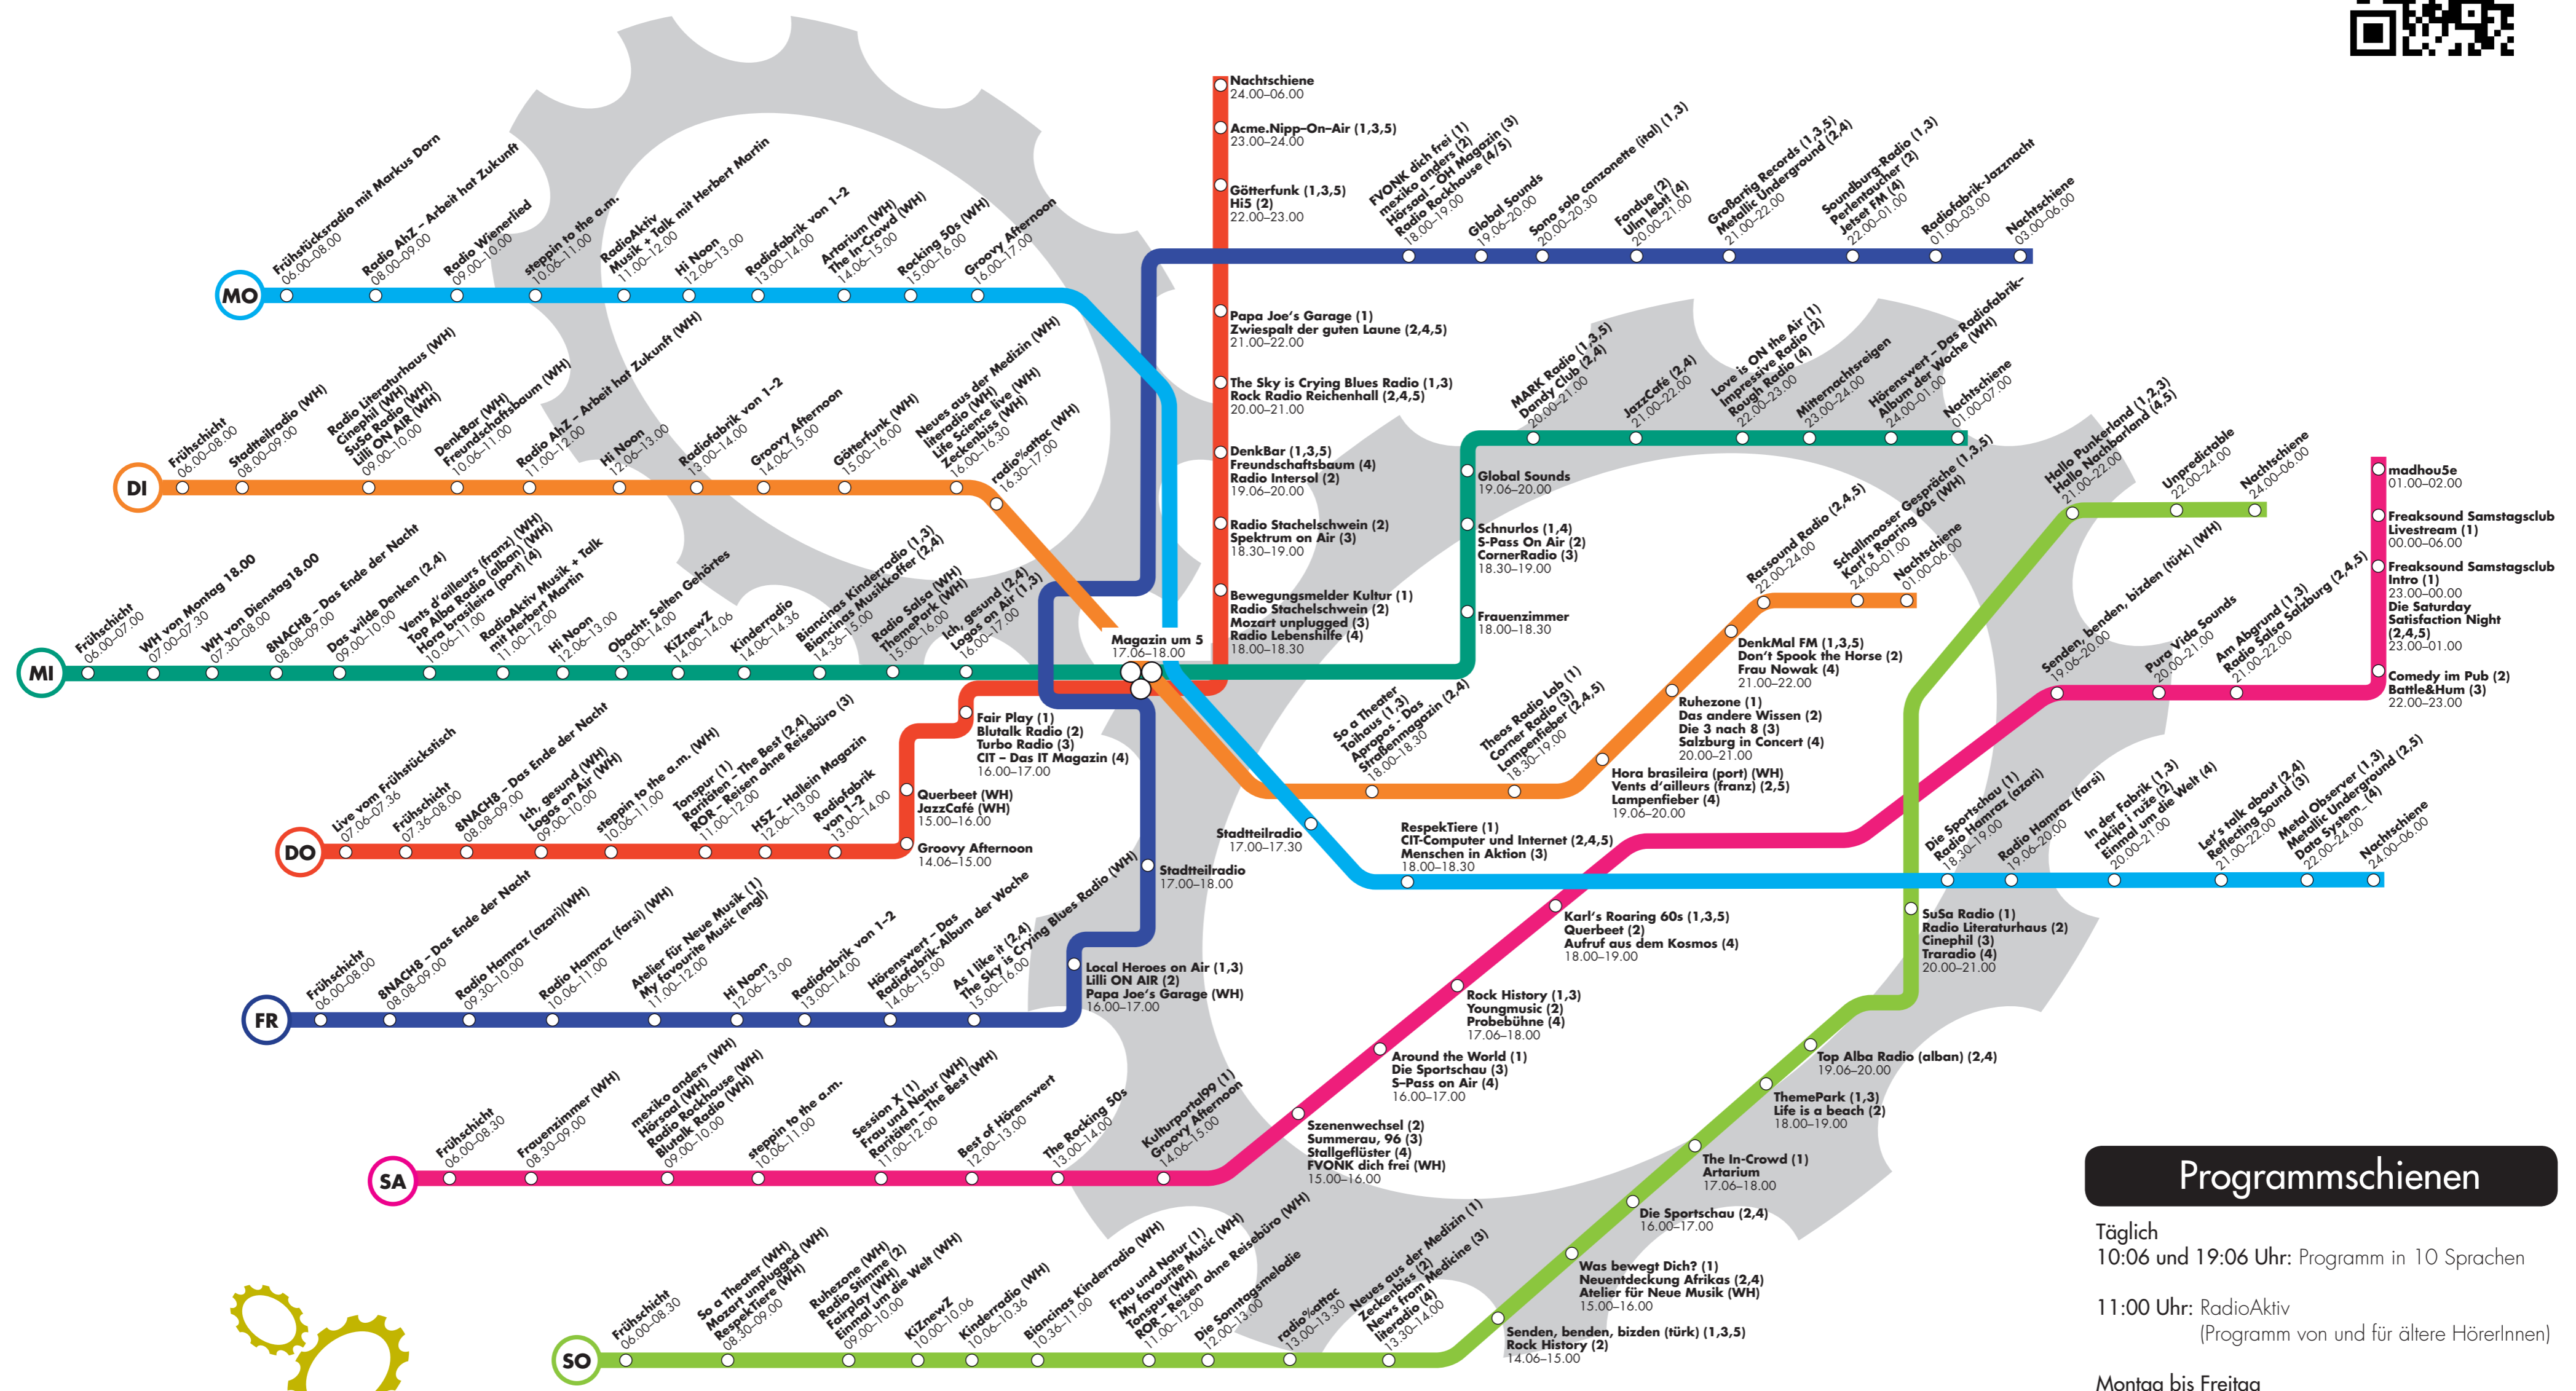 MO
Frühstücksradio mit Markus Dorn
06.00–08.00
Radio AhZ – Arbeit hat Zukunft
08.00–09.00
Radio Wienerlied
09.00–10.00
steppin to the a.m.
10.06–11.00
RadioAktiv
Musik + Talk mit Herbert Martin
11.00–12.00
Hi Noon
12.06–13.00
Radiofabrik von 1–2
13.00–14.00
Artarium (WH)
The In-Crowd (WH)
14.06–15.00
Rocking 50s (WH)
15.00–16.00
Groovy Afternoon
16.00–17.00
Magazin um 5
17.06–18.00
Stadtteilradio
17.00–17.30
RespekTiere (1)
CIT-Computer und Internet (2,4,5)
Menschen in Aktion (3)
18.00–18.30
Die Sportschau (1)
Radio Hamraz (azari)
18.30–19.00
Radio Hamraz (farsi)
19.06–20.00
In der Fabrik (1,3)
rakija i ruže (2)
Einmal um die Welt (4)
20.00–21.00
Let's talk about (2,4)
Reflecting Sound (3)
21.00–22.00
Metal Observer (1,3)
Metallic Underground (2,5)
Data System_ (4)
22.00–24.00
Nachtschiene
24.00–06.00
DI
Frühschicht
06.00–08.00
Stadtteilradio (WH)
08.00–09.00
Radio Literaturhaus (WH)
Cinephil (WH)
SuSa Radio (WH)
Lilli ON AIR (WH)
09.00–10.00
DenkBar (WH)
Freundschaftsbaum (WH)
10.06–11.00
Radio AhZ – Arbeit hat Zukunft (WH)
11.00–12.00
Hi Noon
12.06–13.00
Radiofabrik von 1–2
13.00–14.00
Groovy Afternoon
14.06–15.00
Götterfunk (WH)
15.00–16.00
Neues aus der Medizin (WH)
literadio (WH)
Life Science live (WH)
Zeckenbiss (WH)
16.00–16.30
radio%attac (WH)
16.30–17.00
So a Theater
Toihaus (1,3)
Apropos - Das
Straßenmagazin (2,4)
18.00–18.30
Theos Radio Lab (1)
Corner Radio (3)
Lampenfieber (2,4,5)
18.30–19.00
Hora brasileira (port) (WH)
Vents d'ailleurs (franz) (2,5)
Lampenfieber (4)
19.06–20.00
Ruhezone (1)
Das andere Wissen (2)
Die 3 nach 8 (3)
Salzburg in Concert (4)
20.00–21.00
DenkMal FM (1,3,5)
Don't Spook the Horse (2)
Frau Nowak (4)
21.00–22.00
Rassound Radio (2,4,5)
22.00–24.00
Schallmooser Gespräche (1,3,5)
Karl's Roaring 60s (WH)
24.00–01.00
Nachtschiene
01.00–06.00
MI
Frühschicht
06.00–07.00
WH von Montag 18.00
07.00–07.30
WH von Dienstag18.00
07.30–08.00
8NACH8 – Das Ende der Nacht
08.08–09.00
Das wilde Denken (2,4)
09.00–10.00
Vents d'ailleurs (franz) (WH)
Top Alba Radio (alban) (WH)
Hora brasileira (port) (4)
10.06–11.00
RadioAktiv Musik + Talk
mit Herbert Martin
11.00–12.00
Hi Noon
12.06–13.00
Obacht: Selten Gehörtes
13.00–14.00
KiZnewZ
14.00–14.06
Kinderradio
14.06–14.36
Biancinas Kinderradio (1,3)
Biancinas Musikkoffer (2,4)
14.36–15.00
Radio Salsa (WH)
ThemePark (WH)
15.00–16.00
Ich, gesund (2,4)
Logos on Air (1,3)
16.00–17.00
Frauenzimmer
18.00–18.30
Schnurlos (1,4)
S-Pass On Air (2)
CornerRadio (3)
18.30–19.00
Global Sounds
19.06–20.00
MARK Radio (1,3,5)
Dandy Club (2,4)
20.00–21.00
JazzCafé (2,4)
21.00–22.00
Love is ON the Air (1)
Impressive Radio (2)
Rough Radio (4)
22.00–23.00
Mitternachtsreigen
23.00–24.00
Hörenswert – Das Radiofabrik-
Album der Woche (WH)
24.00–01.00
Nachtschiene
01.00–07.00
DO
Live vom Frühstückstisch
07.06–07.36
Frühschicht
07.36–08.00
8NACH8 – Das Ende der Nacht
08.08–09.00
Ich, gesund (WH)
Logos on Air (WH)
09.00–10.00
steppin to the a.m. (WH)
10.06–11.00
Tonspur (1)
Raritäten – The Best (2,4)
ROR – Reisen ohne Reisebüro (3)
11.00–12.00
HSZ – Hallein Magazin
12.06–13.00
Radiofabrik
von 1–2
13.00–14.00
Groovy Afternoon
14.06–15.00
Querbeet (WH)
JazzCafé (WH)
15.00–16.00
Fair Play (1)
Blutalk Radio (2)
Turbo Radio (3)
CIT – Das IT Magazin (4)
16.00–17.00
Bewegungsmelder Kultur (1)
Radio Stachelschwein (2)
Mozart unplugged (3)
Radio Lebenshilfe (4)
18.00–18.30
Radio Stachelschwein (2)
Spektrum on Air (3)
18.30–19.00
DenkBar (1,3,5)
Freundschaftsbaum (4)
Radio Intersol (2)
19.06–20.00
The Sky is Crying Blues Radio (1,3)
Rock Radio Reichenhall (2,4,5)
20.00–21.00
Papa Joe's Garage (1)
Zwiespalt der guten Laune (2,4,5)
21.00–22.00
Götterfunk (1,3,5)
Hi5 (2)
22.00–23.00
Acme.Nipp–On–Air (1,3,5)
23.00–24.00
Nachtschiene
24.00–06.00
FR
Frühschicht
06.00–08.00
8NACH8 – Das Ende der Nacht
08.08–09.00
Radio Hamraz (azari)(WH)
09.30–10.00
Radio Hamraz (farsi) (WH)
10.06–11.00
Atelier für Neue Musik (1)
My favourite Music (engl)
11.00–12.00
Hi Noon
12.06–13.00
Radiofabrik von 1–2
13.00–14.00
Hörenswert – Das
Radiofabrik-Album der Woche
14.06–15.00
As I like it (2,4)
The Sky is Crying Blues Radio (WH)
15.00–16.00
Local Heroes on Air (1,3)
Lilli ON AIR (2)
Papa Joe's Garage (WH)
16.00–17.00
Stadtteilradio
17.00–18.00
FVONK dich frei (1)
mexiko anders (2)
Hörsaal – ÖH Magazin (3)
Radio Rockhouse (4/5)
18.00–19.00
Global Sounds
19.06–20.00
Sono solo canzonette (ital) (1,3)
20.00–20.30
Fondue (2)
Ulm lebt! (4)
20.00–21.00
Großartig Records (1,3,5)
Metallic Underground (2,4)
21.00–22.00
Soundburg-Radio (1,3)
Perlentaucher (2)
Jetset FM (4)
22.00–01.00
Radiofabrik-Jazznacht
01.00–03.00
Nachtschiene
03.00–06.00
SA
Frühschicht
06.00–08.30
Frauenzimmer (WH)
08.30–09.00
mexiko anders (WH)
Hörsaal (WH)
Radio Rockhouse (WH)
Blutalk Radio (WH)
09.00–10.00
steppin to the a.m.
10.06–11.00
Session X (1)
Frau und Natur (WH)
Raritäten – The Best (WH)
11.00–12.00
Best of Hörenswert
12.00–13.00
The Rocking 50s
13.00–14.00
Kulturportal99 (1)
Groovy Afternoon
14.06–15.00
Szenenwechsel (2)
Summerau, 96 (3)
Stallgeflüster (4)
FVONK dich frei (WH)
15.00–16.00
Around the World (1)
Die Sportschau (3)
S–Pass on Air (4)
16.00–17.00
Rock History (1,3)
Youngmusic (2)
Probebühne (4)
17.06–18.00
Karl's Roaring 60s (1,3,5)
Querbeet (2)
Aufruf aus dem Kosmos (4)
18.00–19.00
Senden, benden, bizden (türk) (WH)
19.06–20.00
Pura Vida Sounds
20.00–21.00
Am Abgrund (1,3)
Radio Salsa Salzburg (2,4,5)
21.00–22.00
Comedy im Pub (2)
Battle&Hum (3)
22.00–23.00
Freaksound Samstagsclub
Intro (1)
23.00–00.00
Die Saturday
Satisfaction Night
(2,4,5)
23.00–01.00
Freaksound Samstagsclub
Livestream (1)
00.00–06.00
madhou5e
01.00–02.00
SO
Frühschicht
06.00–08.30
So a Theater (WH)
Mozart unplugged (WH)
RespekTiere (WH)
08.30–09.00
Ruhezone (WH)
Radio Stimme (2)
Fairplay (WH)
Einmal um die Welt (WH)
09.00–10.00
KiZnewZ
10.00–10.06
Kinderradio (WH)
10.06–10.36
Biancinas Kinderradio (WH)
10.36–11.00
Frau und Natur (1)
My favourite Music (WH)
Tonspur (WH)
ROR – Reisen ohne Reisebüro (WH)
11.00–12.00
Die Sonntagsmelodie
12.00–13.00
radio%attac
13.00–13.30
Neues aus der Medizin (1)
Zeckenbiss (2)
News from Medicine (3)
literadio (4)
13.30–14.00
Senden, benden, bizden (türk) (1,3,5)
Rock History (2)
14.06–15.00
Was bewegt Dich? (1)
Neuentdeckung Afrikas (2,4)
Atelier für Neue Musik (WH)
15.00–16.00
Die Sportschau (2,4)
16.00–17.00
The In-Crowd (1)
Artarium
17.06–18.00
ThemePark (1,3)
Life is a beach (2)
18.00–19.00
Top Alba Radio (alban) (2,4)
19.06–20.00
SuSa Radio (1)
Radio Literaturhaus (2)
Cinephil (3)
Traradio (4)
20.00–21.00
Hallo Punkerland (1,2,3)
Hallo Nachbarland (4,5)
21.00–22.00
Unpredictable
22.00–24.00
Nachtschiene
24.00–06.00
Programmschienen
Täglich
10:06 und 19:06 Uhr: Programm in 10 Sprachen
11:00 Uhr: RadioAktiv
(Programm von und für ältere HörerInnen)
Montag bis Freitag